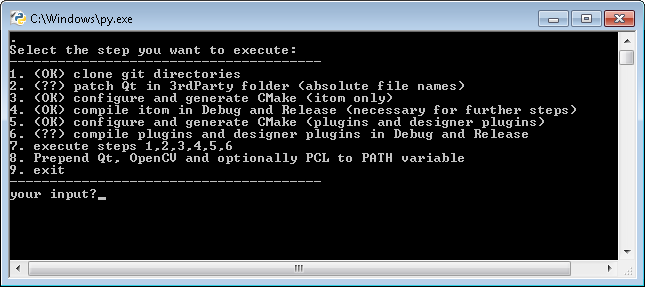 C:\Windows\py.exe
.
Select the step you want to execute:
----------------------------------------
1. (OK) clone git directories
2. (??) patch Qt in 3rdParty folder (absolute file names)
3. (OK) configure and generate CMake (itom only)
4. (OK) compile itom in Debug and Release (necessary for further steps)
5. (OK) configure and generate CMake (plugins and designer plugins)
6. (??) compile plugins and designer plugins in Debug and Release
7. execute steps 1,2,3,4,5,6
8. Prepend Qt, OpenCV and optionally PCL to PATH variable
9. exit
----------------------------------------
your input?_